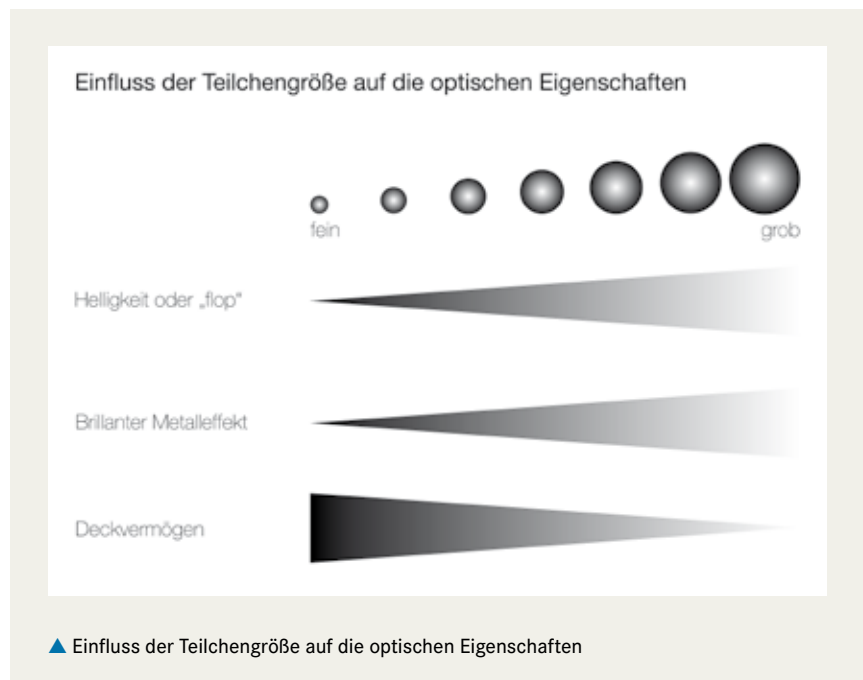 Einfluss der Teilchengröße auf die optischen Eigenschaften
fein
grob
Helligkeit oder „flop“
Brillanter Metalleffekt
Deckvermögen
▲ Einfluss der Teilchengröße auf die optischen Eigenschaften